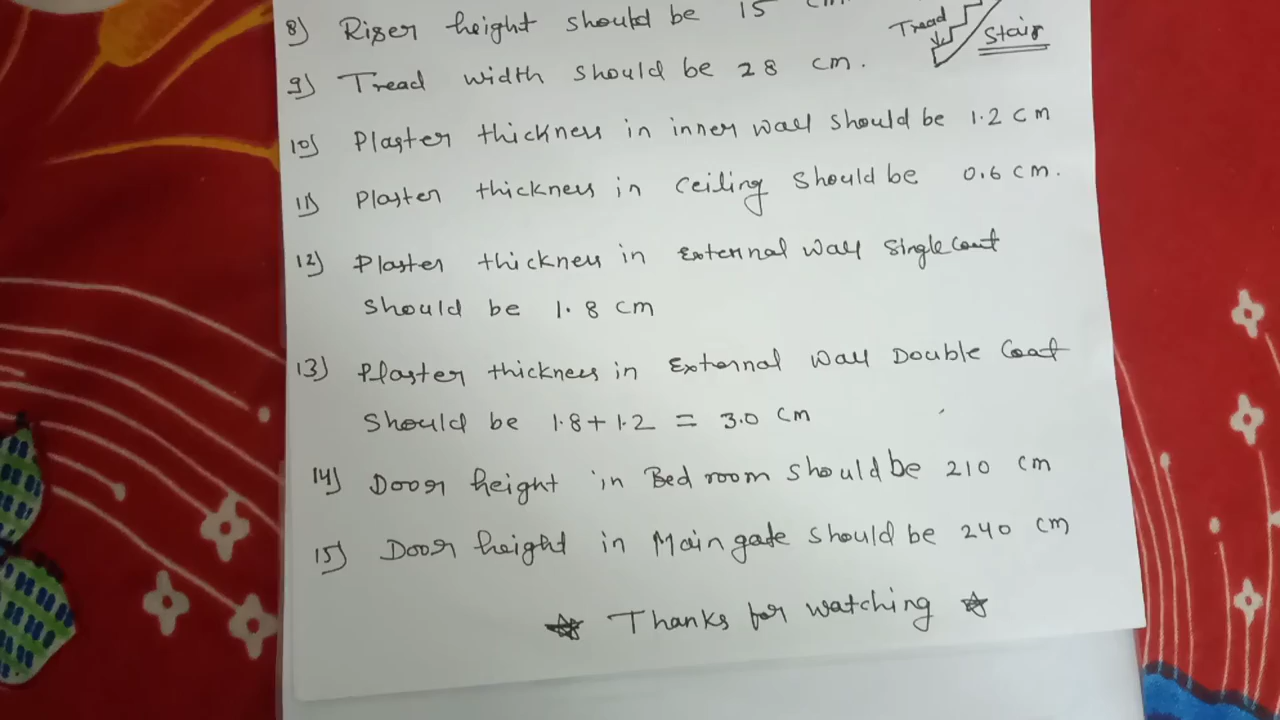 8) Riser height should be 15 cm.
Tread
Stair
9) Tread width should be 28 cm.
10) Plaster thickness in inner wall should be 1.2 cm
11) Plaster thickness in ceiling should be 0.6 cm.
12) Plaster thickness in External wall Single Coat
should be 1.8 cm
13) Plaster thickness in External wall Double Coat
should be 1.8 + 1.2 = 3.0 cm
14) Door height in Bed room should be 210 cm
15) Door height in Main gate should be 240 cm
☆ Thanks for watching ☆